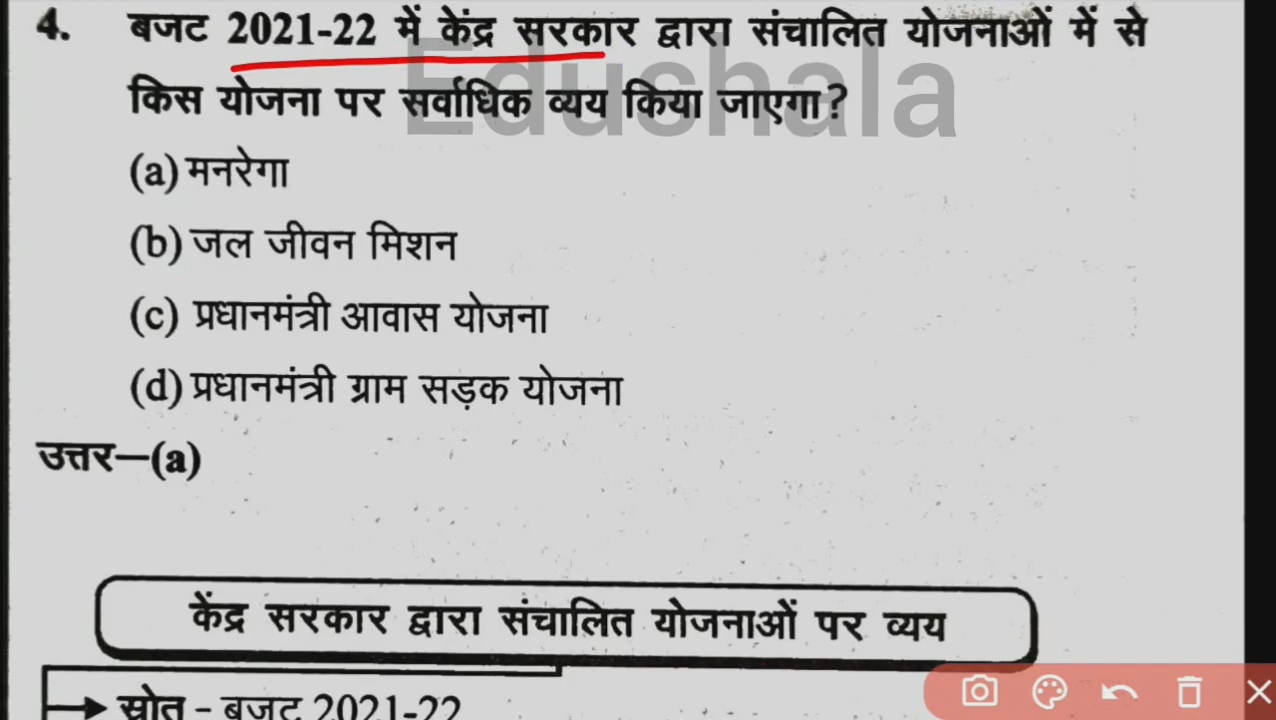 4. बजट 2021-22 में केंद्र सरकार द्वारा संचालित योजनाओं में से
किस योजना पर सर्वाधिक व्यय किया जाएगा?
Edushala
(a) मनरेगा
(b) जल जीवन मिशन
(c) प्रधानमंत्री आवास योजना
(d) प्रधानमंत्री ग्राम सड़क योजना
उत्तर—(a)
केंद्र सरकार द्वारा संचालित योजनाओं पर व्यय
स्रोत - बजट 2021-22